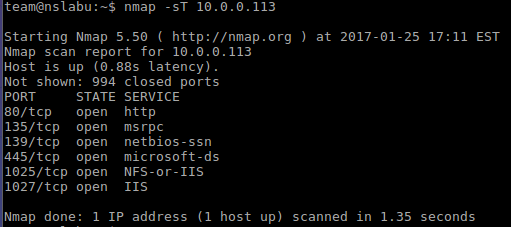 team@nslabu:~$ nmap -sT 10.0.0.113
Starting Nmap 5.50 ( http://nmap.org ) at 2017-01-25 17:11 EST
Nmap scan report for 10.0.0.113
Host is up (0.88s latency).
Not shown: 994 closed ports
PORT     STATE SERVICE
80/tcp   open  http
135/tcp  open  msrpc
139/tcp  open  netbios-ssn
445/tcp  open  microsoft-ds
1025/tcp open  NFS-or-IIS
1027/tcp open  IIS
Nmap done: 1 IP address (1 host up) scanned in 1.35 seconds